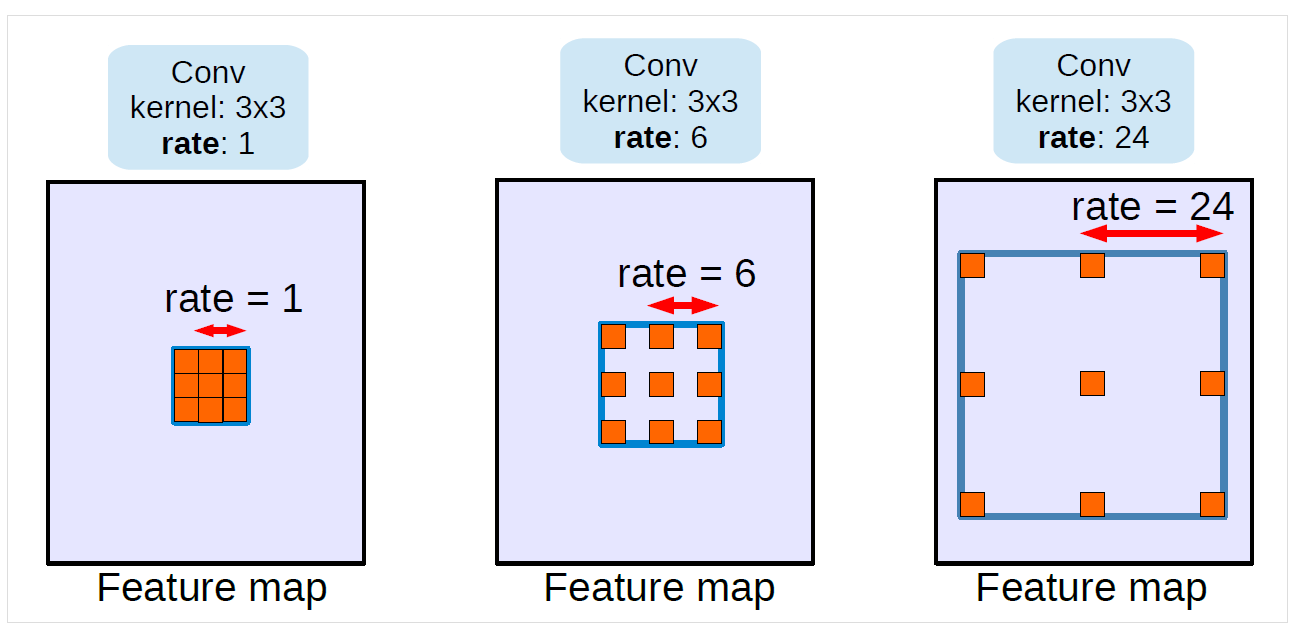 Conv
kernel: 3x3
rate: 1
rate = 1
Feature map
Conv
kernel: 3x3
rate: 6
rate = 6
Feature map
Conv
kernel: 3x3
rate: 24
rate = 24
Feature map